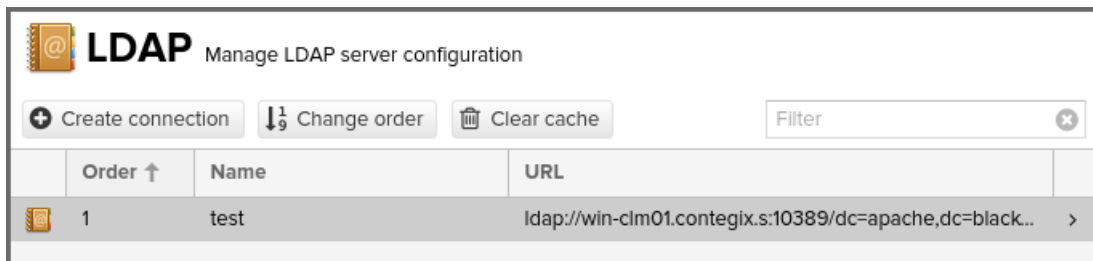 LDAP Manage LDAP server configuration
Create connection Change order Clear cache Filter
Order Name URL
1 test ldap://win-clm01.contegix.s:10389/dc=apache,dc=black...